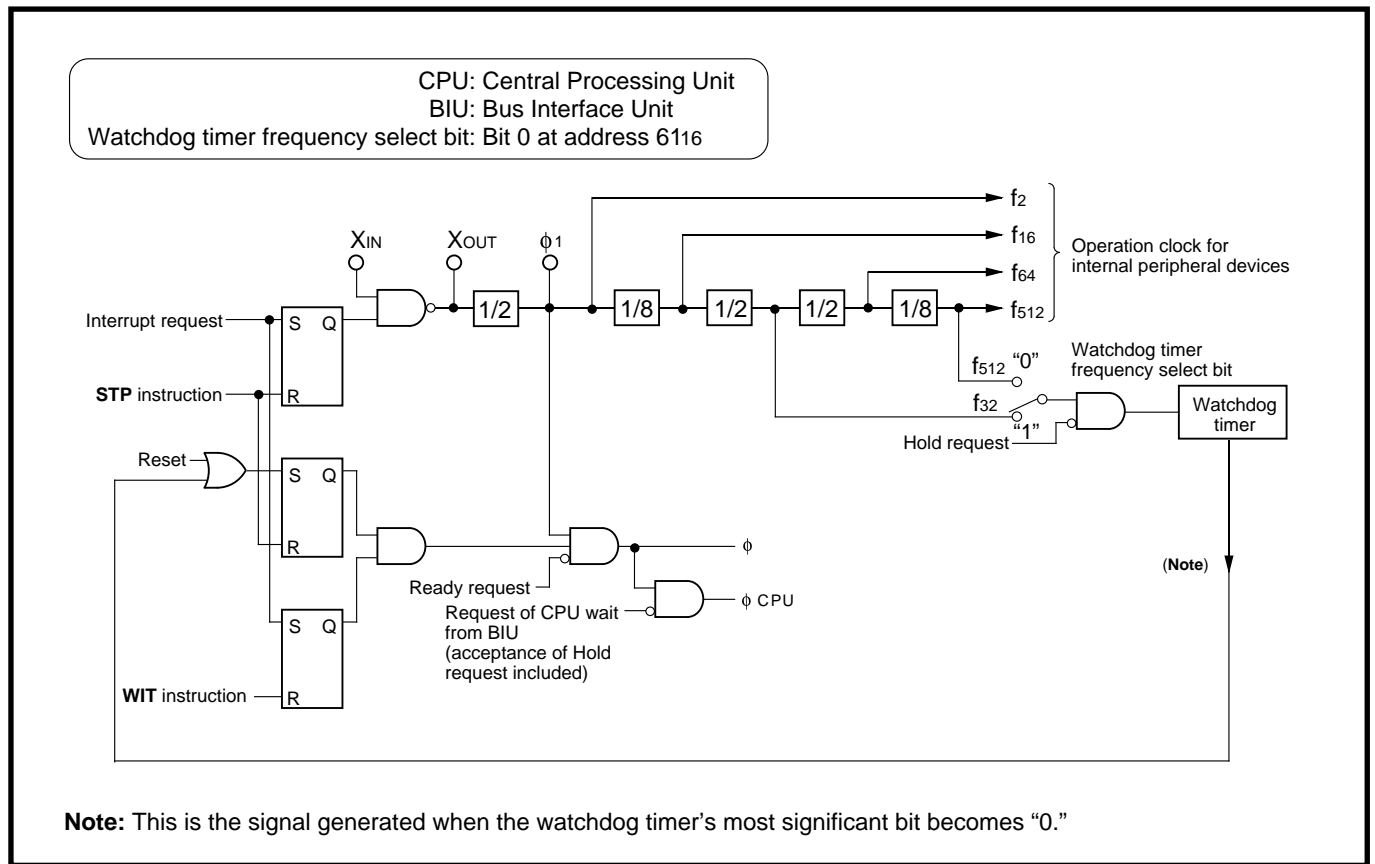 CPU: Central Processing Unit
BIU: Bus Interface Unit
Watchdog timer frequency select bit: Bit 0 at address 6116
f2
f16
f64
f512
Operation clock for
internal peripheral devices
XIN
XOUT
ϕ1
1/2
1/8
1/2
1/2
1/8
Interrupt request
S Q
R
STP instruction
f512 "0"
f32
"1"
Watchdog timer
frequency select bit
Hold request
Watchdog
timer
Reset
S Q
R
Ready request
ϕ
Request of CPU wait
from BIU
(acceptance of Hold
request included)
ϕ CPU
(Note)
S Q
R
WIT instruction
Note: This is the signal generated when the watchdog timer's most significant bit becomes "0."